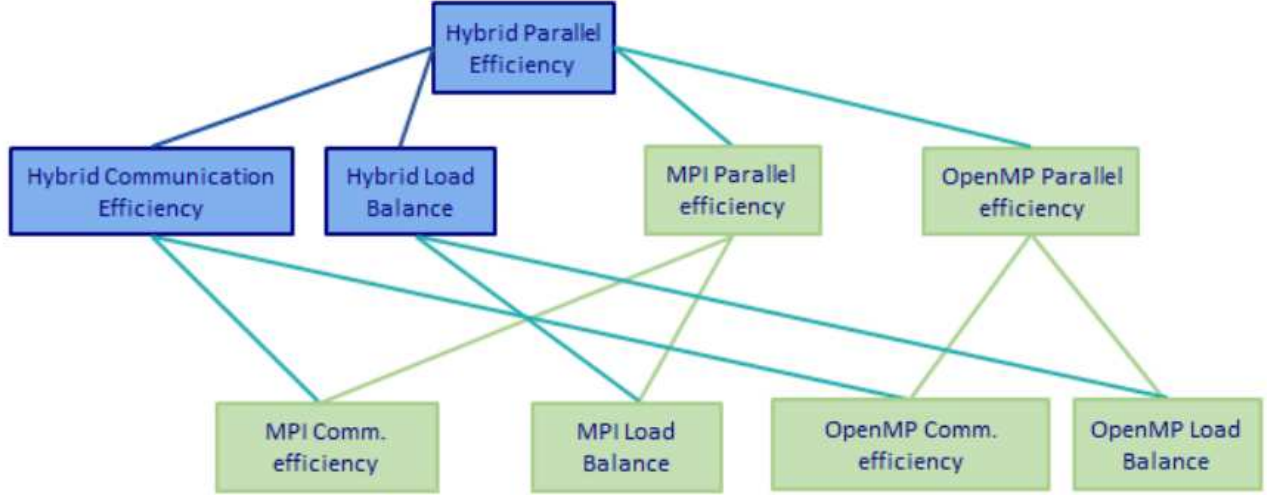 Hybrid Parallel
Efficiency
Hybrid Communication
Efficiency
Hybrid Load
Balance
MPI Parallel
efficiency
OpenMP Parallel
efficiency
MPI Comm.
efficiency
MPI Load
Balance
OpenMP Comm.
efficiency
OpenMP Load
Balance